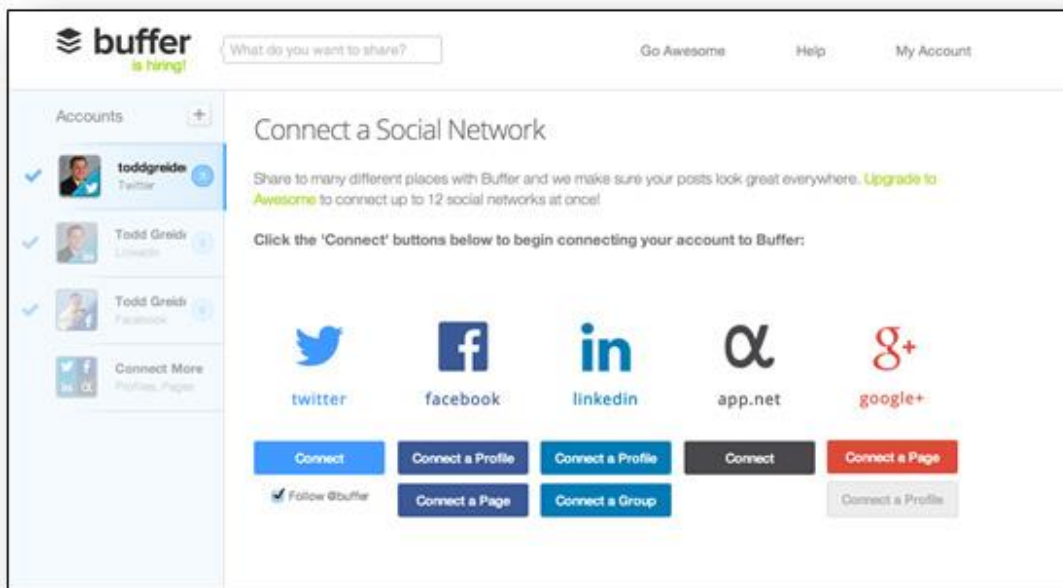 buffer
is hiring!
What do you want to share?
Go Awesome Help My Account
Accounts +
toddgreide
Twitter
Todd Greid
LinkedIn
Todd Greid
Facebook
Connect More
Profiles, Pages
Connect a Social Network
Share to many different places with Buffer and we make sure your posts look great everywhere. Upgrade to
Awesome to connect up to 12 social networks at once!
Click the 'Connect' buttons below to begin connecting your account to Buffer:
twitter facebook linkedin app.net google+
Connect Connect a Profile Connect a Profile Connect Connect a Page
Follow @buffer Connect a Page Connect a Group Connect a Profile